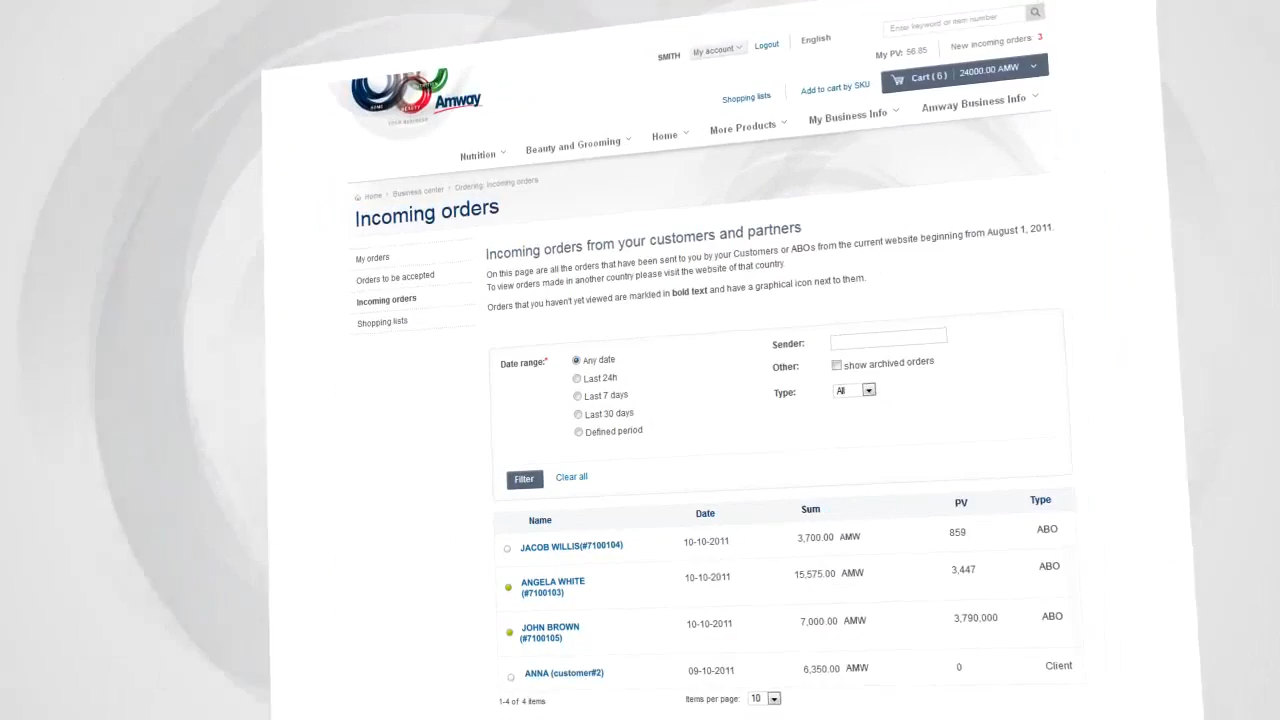 Enter keyword or item number
SMITH My account Logout English
My PV: 56.85 New incoming orders: 3
Cart ( 6 ) 24000.00 AMW
Shopping lists Add to cart by SKU
HOME BEAUTY
YOUR BUSINESS
Amway
Nutrition Beauty and Grooming Home More Products My Business Info Amway Business Info
Home Business center Ordering: Incoming orders
Incoming orders
My orders
Orders to be accepted
Incoming orders
Shopping lists
Incoming orders from your customers and partners
On this page are all the orders that have been sent to you by your Customers or ABOs from the current website beginning from August 1, 2011.
To view orders made in another country please visit the website of that country.
Orders that you haven't yet viewed are markled in bold text and have a graphical icon next to them.
Date range:* Any date
Last 24h
Last 7 days
Last 30 days
Defined period
Sender:
Other: show archived orders
Type: All
Filter Clear all
Name Date Sum PV Type
JACOB WILLIS(#7100104) 10-10-2011 3,700.00 AMW 859 ABO
ANGELA WHITE
(#7100103) 10-10-2011 15,575.00 AMW 3,447 ABO
JOHN BROWN
(#7100105) 10-10-2011 7,000.00 AMW 3,790,000 ABO
ANNA (customer#2) 09-10-2011 6,350.00 AMW 0 Client
1-4 of 4 items Items per page: 10